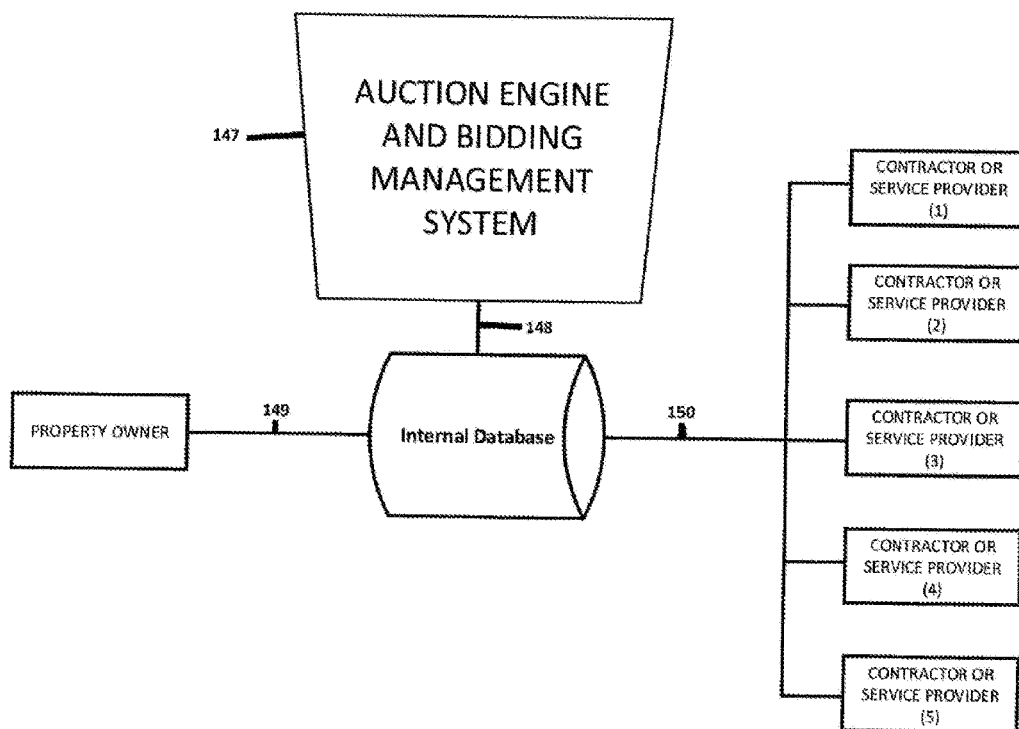 AUCTION ENGINE
AND BIDDING
MANAGEMENT
SYSTEM
147
148
PROPERTY OWNER
149
Internal Database
150
CONTRACTOR OR
SERVICE PROVIDER
(1)
CONTRACTOR OR
SERVICE PROVIDER
(2)
CONTRACTOR OR
SERVICE PROVIDER
(3)
CONTRACTOR OR
SERVICE PROVIDER
(4)
CONTRACTOR OR
SERVICE PROVIDER
(5)